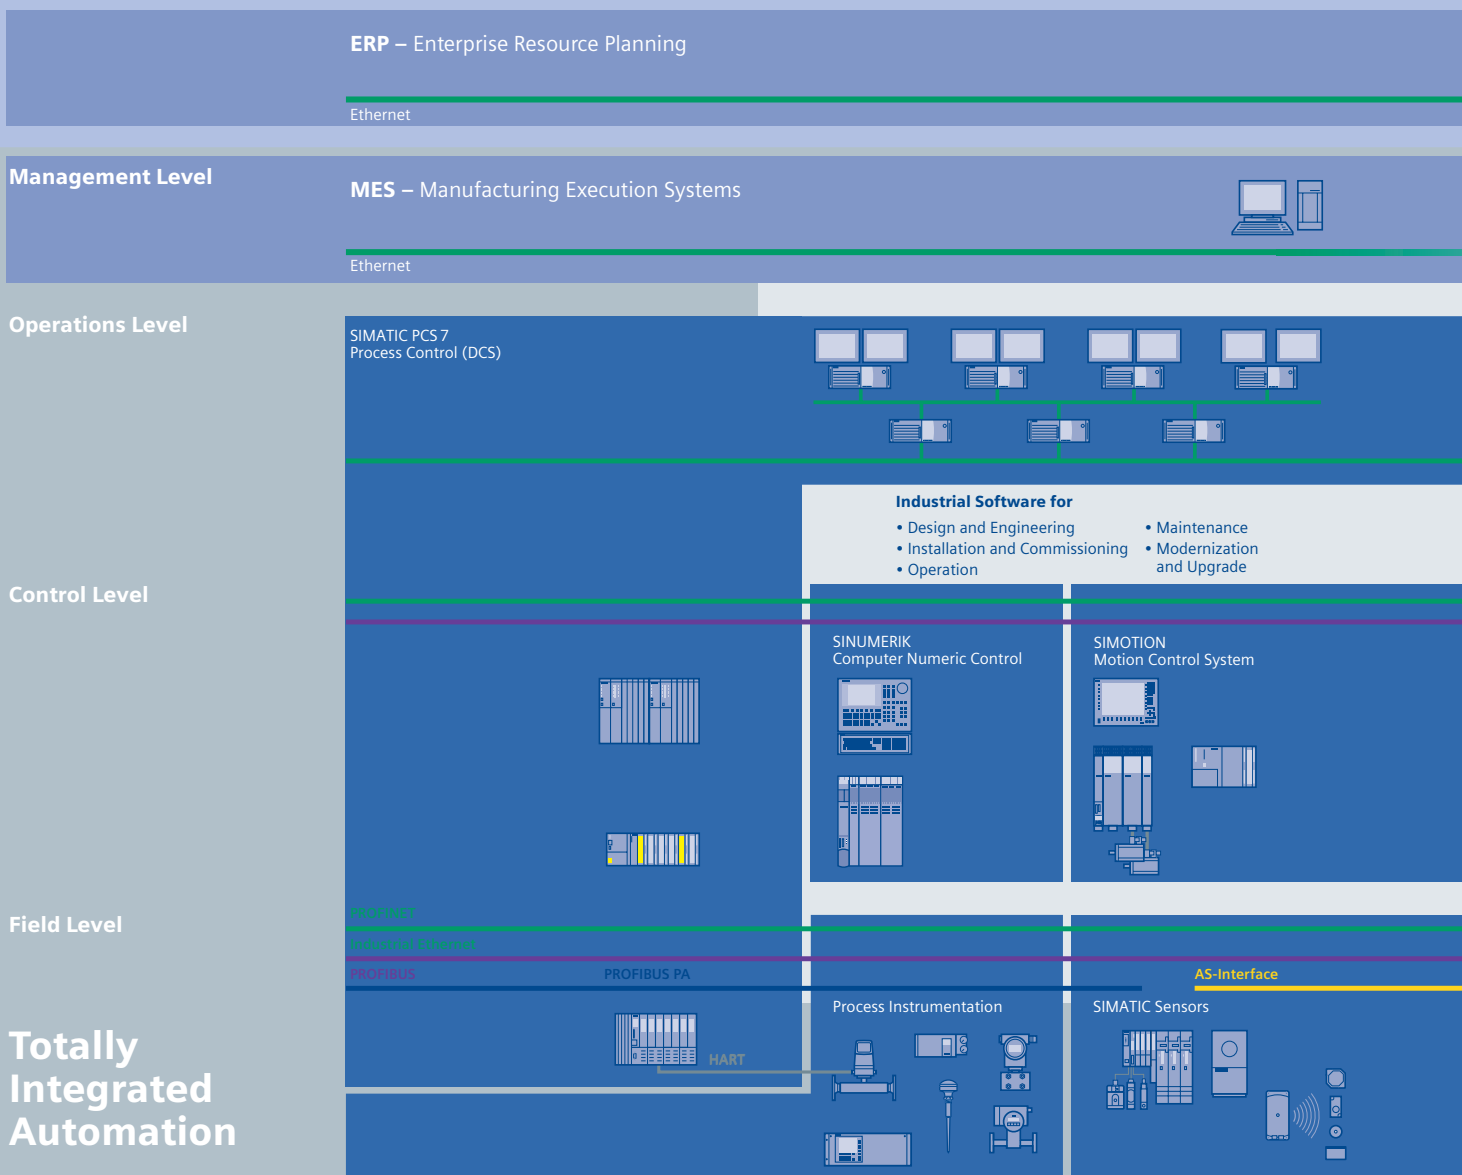 ERP – Enterprise Resource Planning
Ethernet
Management Level
MES – Manufacturing Execution Systems
Ethernet
Operations Level
SIMATIC PCS 7
Process Control (DCS)
Industrial Software for
• Design and Engineering
• Installation and Commissioning
• Operation
• Maintenance
• Modernization
and Upgrade
Control Level
SINUMERIK
Computer Numeric Control
SIMOTION
Motion Control System
Field Level
PROFINET
Industrial Ethernet
PROFIBUS
PROFIBUS PA
AS-Interface
Process Instrumentation
SIMATIC Sensors
HART
Totally
Integrated
Automation